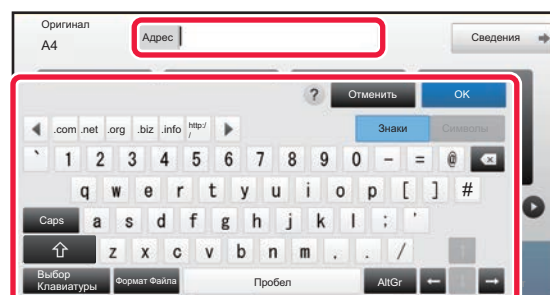 Оригинал
A4
Адрес
Сведения
? Отменить OK
.com .net .org .biz .info http:// Знаки Символы
` 1 2 3 4 5 6 7 8 9 0 - = @
q w e r t y u i o p [ ] #
Caps a s d f g h j k l ; '
z x c v b n m . . /
Выбор Клавиатуры Формат Файла Пробел AltGr